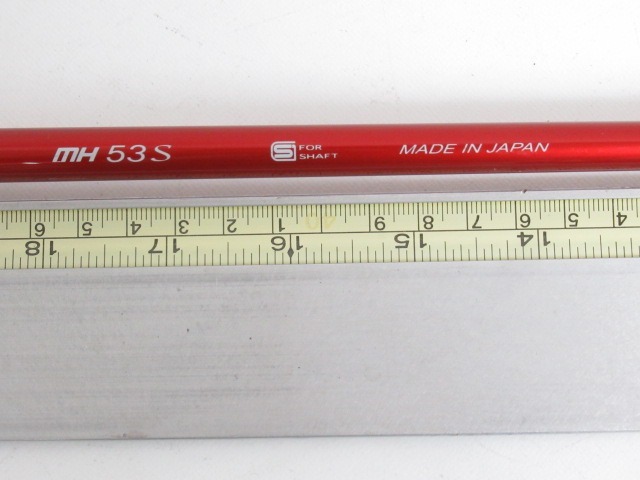 MH 53 S
S FOR SHAFT
MADE IN JAPAN
6 5 4 3 2 1 40 9 8 7 6 5 4
18 17 16 15 14